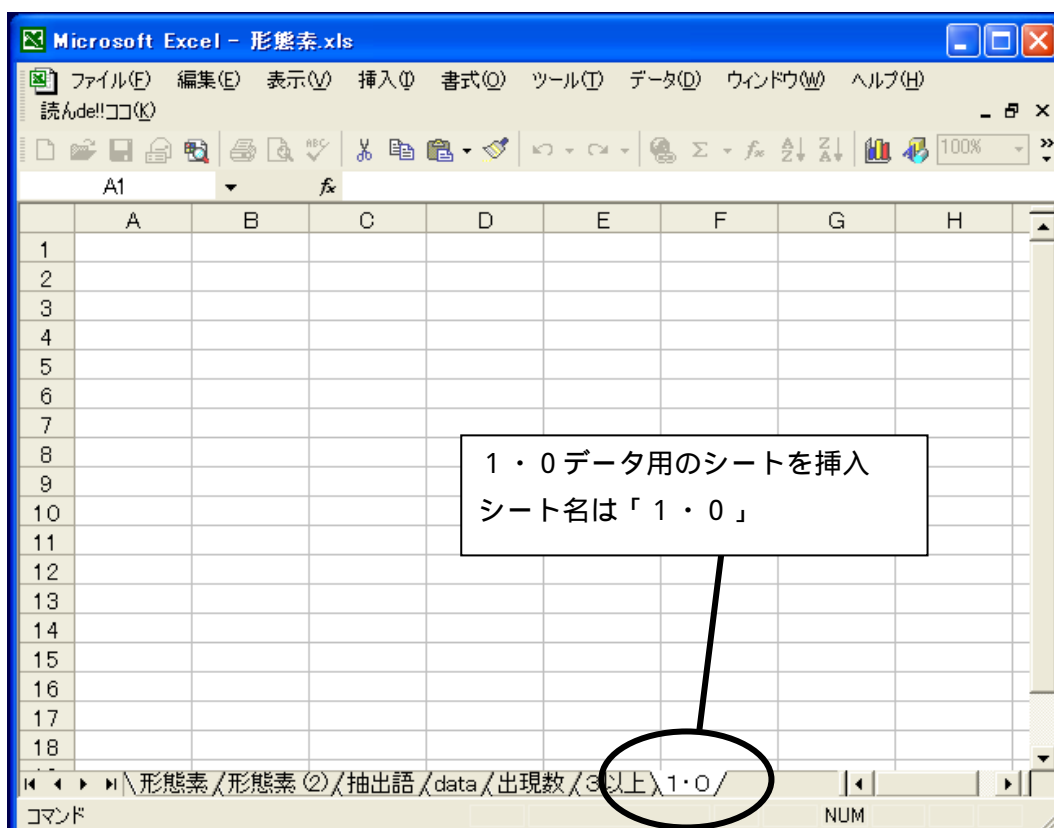 Microsoft Excel - 形態素.xls
ファイル(F) 編集(E) 表示(V) 挿入(I) 書式(O) ツール(T) データ(D) ウィンドウ(W) ヘルプ(H)
読んde!!ココ(K)
ABC Σ fx A Z Z A 100%
A1 fx
A B C D E F G H
1
2
3
4
5
6
7
8
9
10
11
12
13
14
15
16
17
18
1・0データ用のシートを挿入
シート名は「1・0」
形態素 / 形態素 (2) / 抽出語 / data / 出現数 / 3以上 \ 1・0 /
コマンド NUM